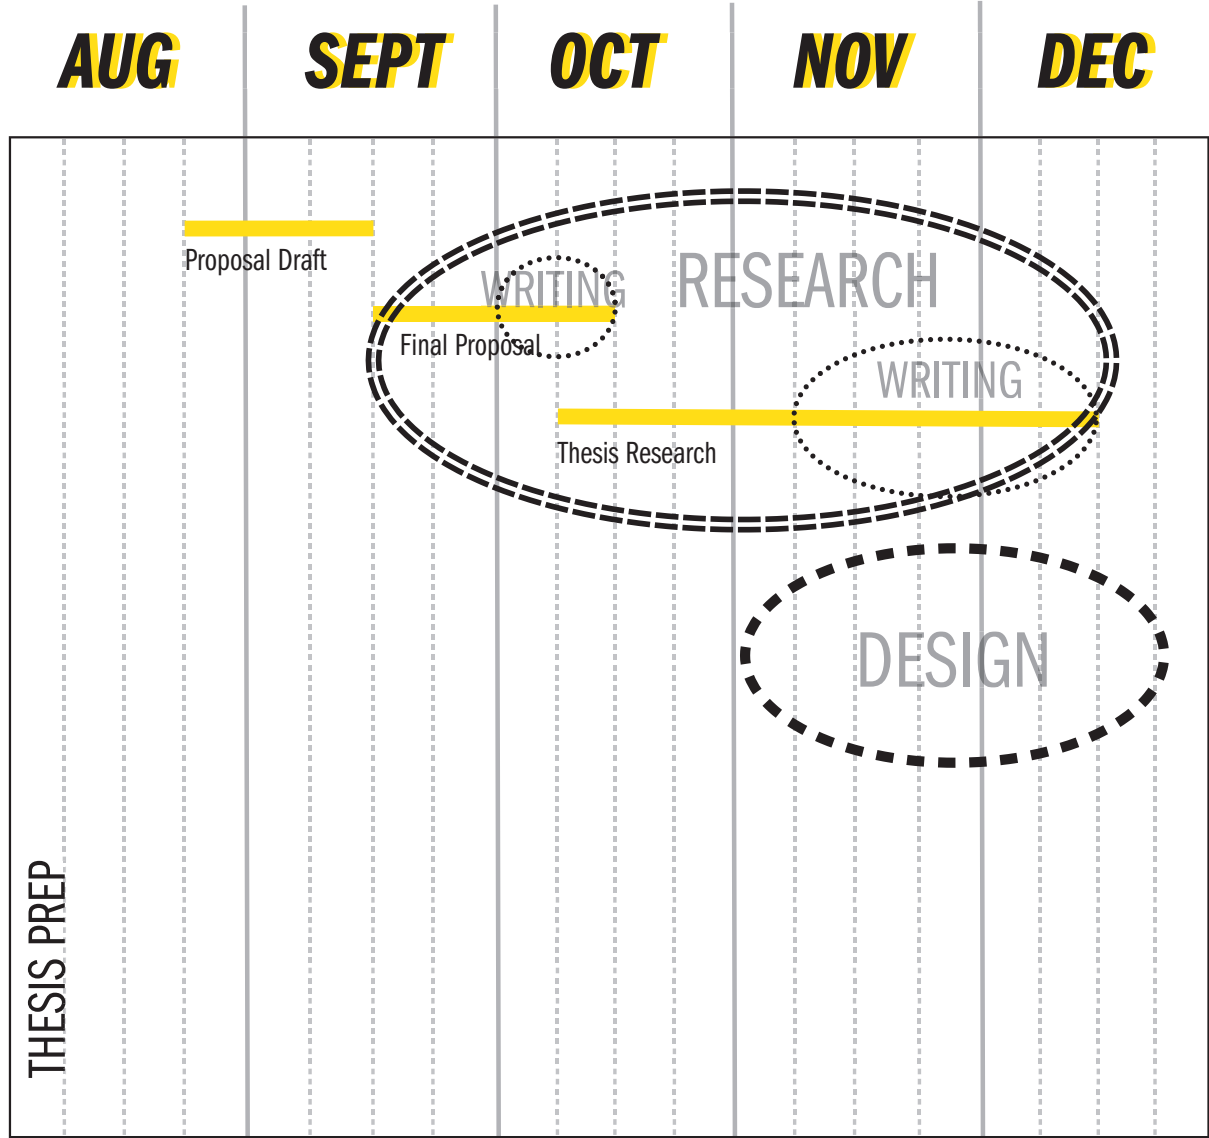 AUG SEPT OCT NOV DEC
Proposal Draft
WRITING
RESEARCH
Final Proposal
WRITING
Thesis Research
DESIGN
THESIS PREP